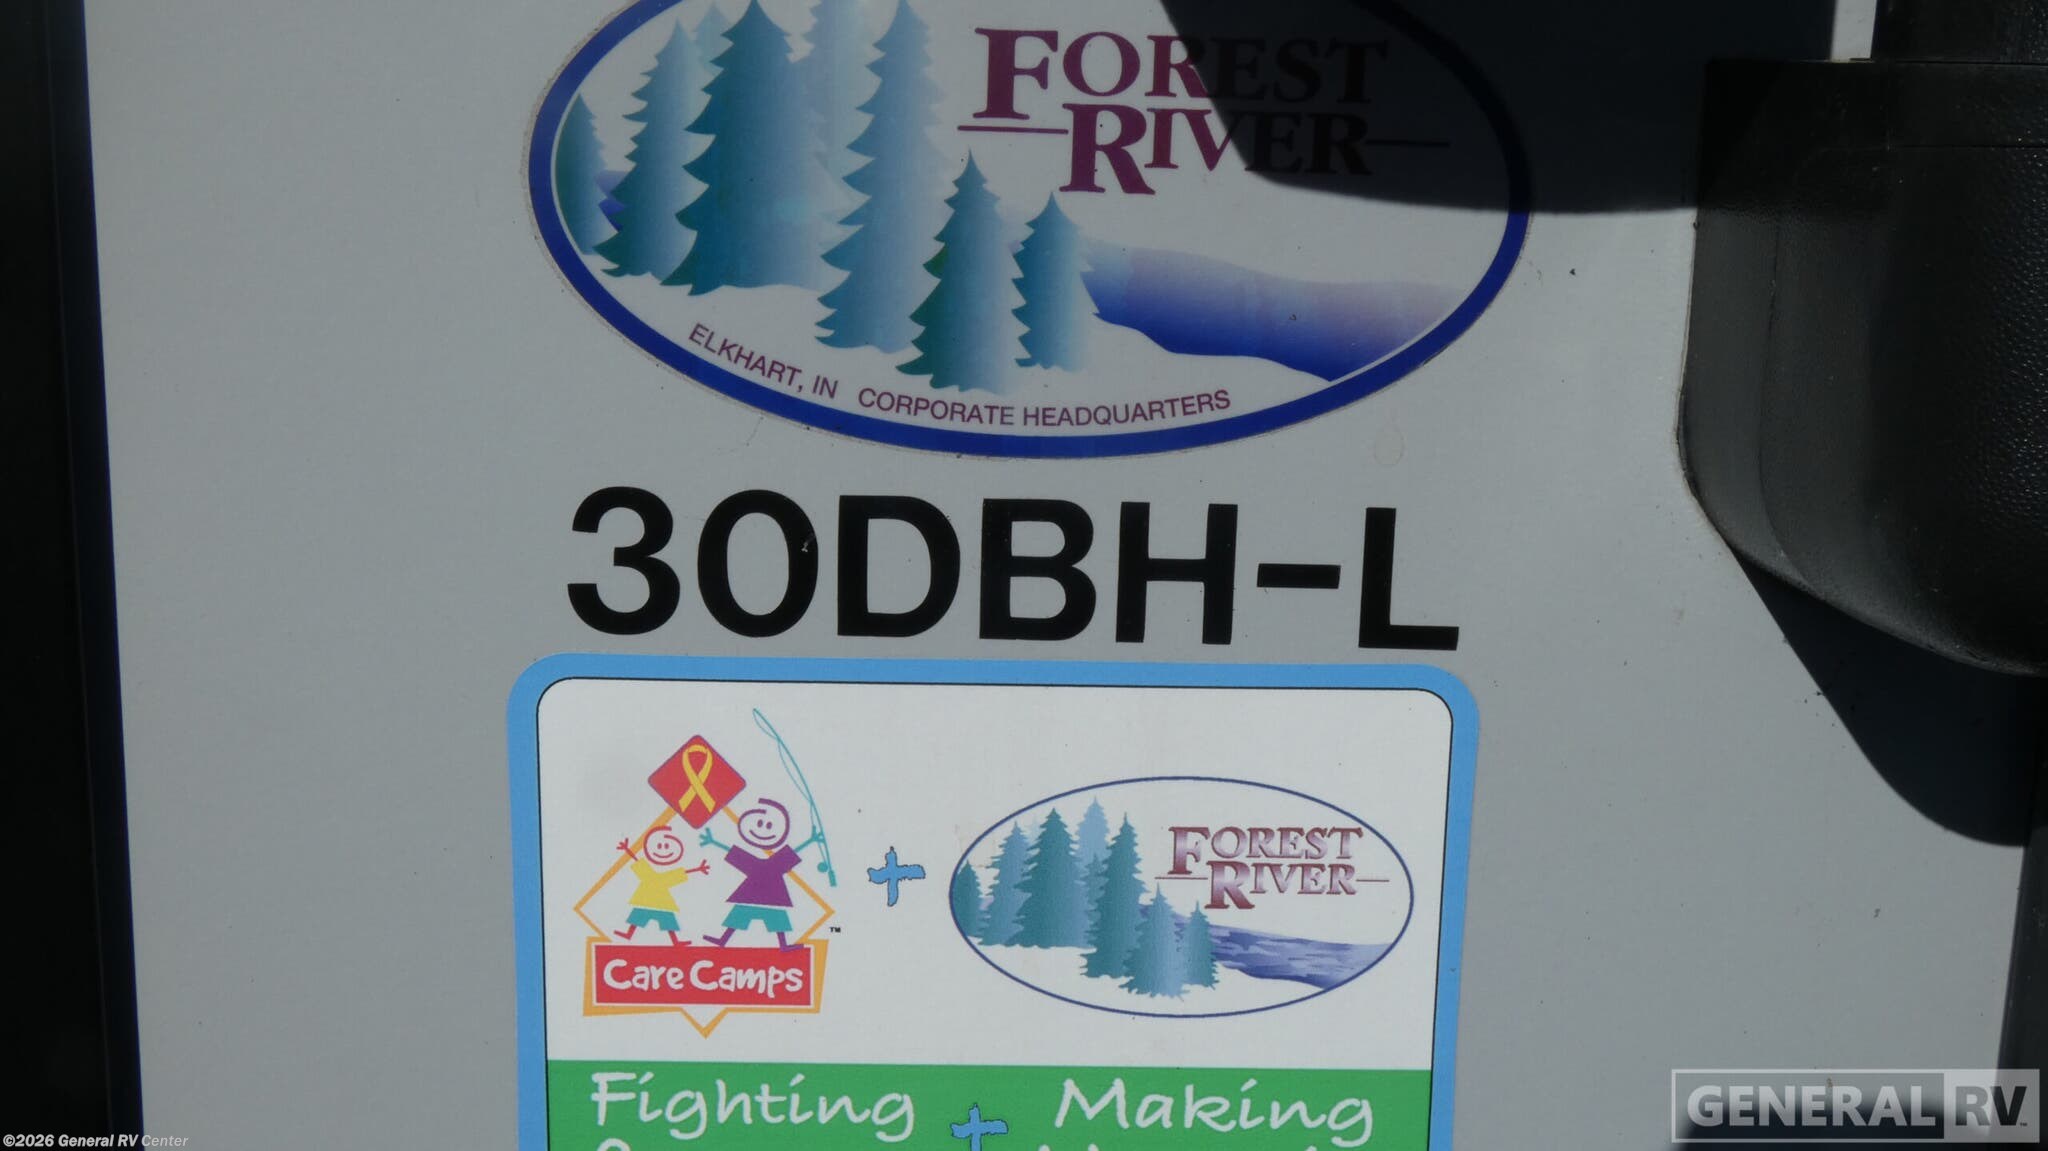 FOREST
RIVER
ELKHART, IN CORPORATE HEADQUARTERS
30DBH-L
Care Camps
™
+
FOREST
RIVER
Fighting + Making
©2026 General RV Center
GENERAL RV